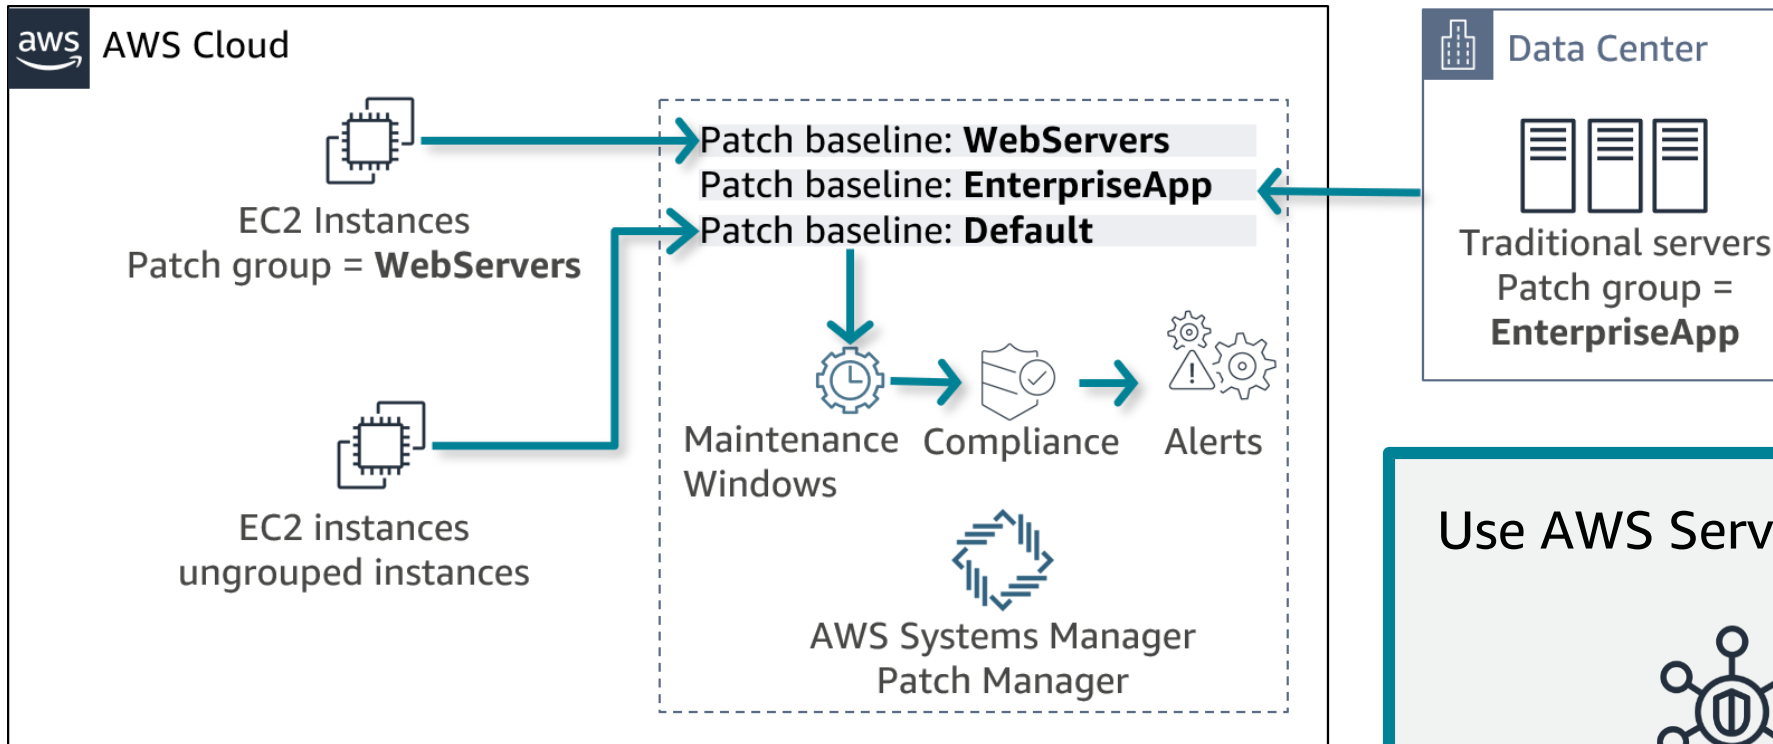 aws
AWS Cloud
EC2 Instances
Patch group = WebServers
EC2 instances
ungrouped instances
Patch baseline: WebServers
Patch baseline: EnterpriseApp
Patch baseline: Default
Maintenance
Windows
Compliance
Alerts
AWS Systems Manager
Patch Manager
Data Center
Traditional servers
Patch group =
EnterpriseApp
Use AWS Serv